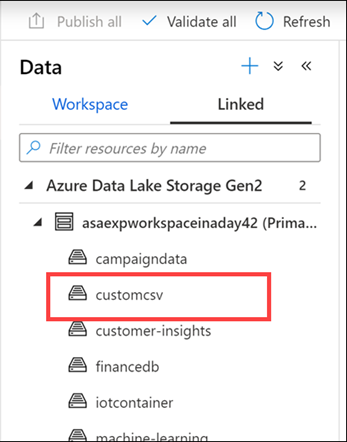 Publish all Validate all Refresh
Data
Workspace Linked
Filter resources by name
Azure Data Lake Storage Gen2 2
asaexpworkspaceinaday42 (Prima...
campaigndata
customcsv
customer-insights
financedb
iotcontainer
machine-learning